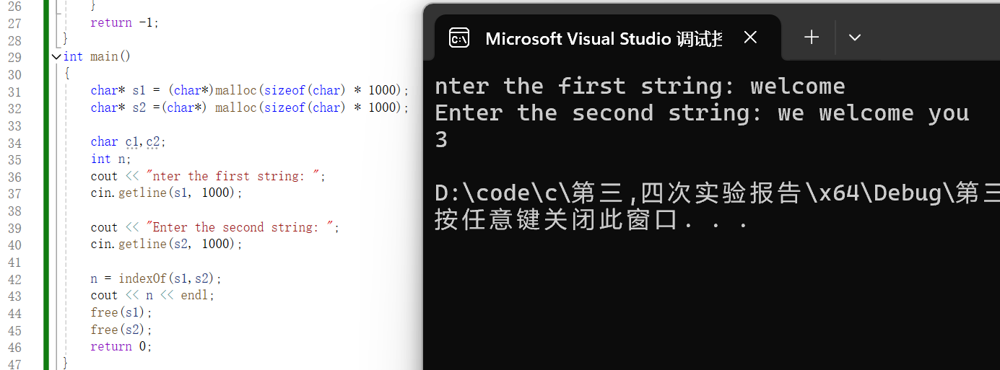 26 }
27 return -1;
28 }
29 int main()
30 {
31 char* s1 = (char*)malloc(sizeof(char) * 1000);
32 char* s2 =(char*) malloc(sizeof(char) * 1000);
33
34 char c1,c2;
35 int n;
36 cout << "nter the first string: ";
37 cin.getline(s1, 1000);
38
39 cout << "Enter the second string: ";
40 cin.getline(s2, 1000);
41
42 n = indexOf(s1,s2);
43 cout << n << endl;
44 free(s1);
45 free(s2);
46 return 0;
47 }
C:\ Microsoft Visual Studio 调试控
nter the first string: welcome
Enter the second string: we welcome you
3
D:\code\c\第三,四次实验报告\x64\Debug\第三
按任意键关闭此窗口. . .